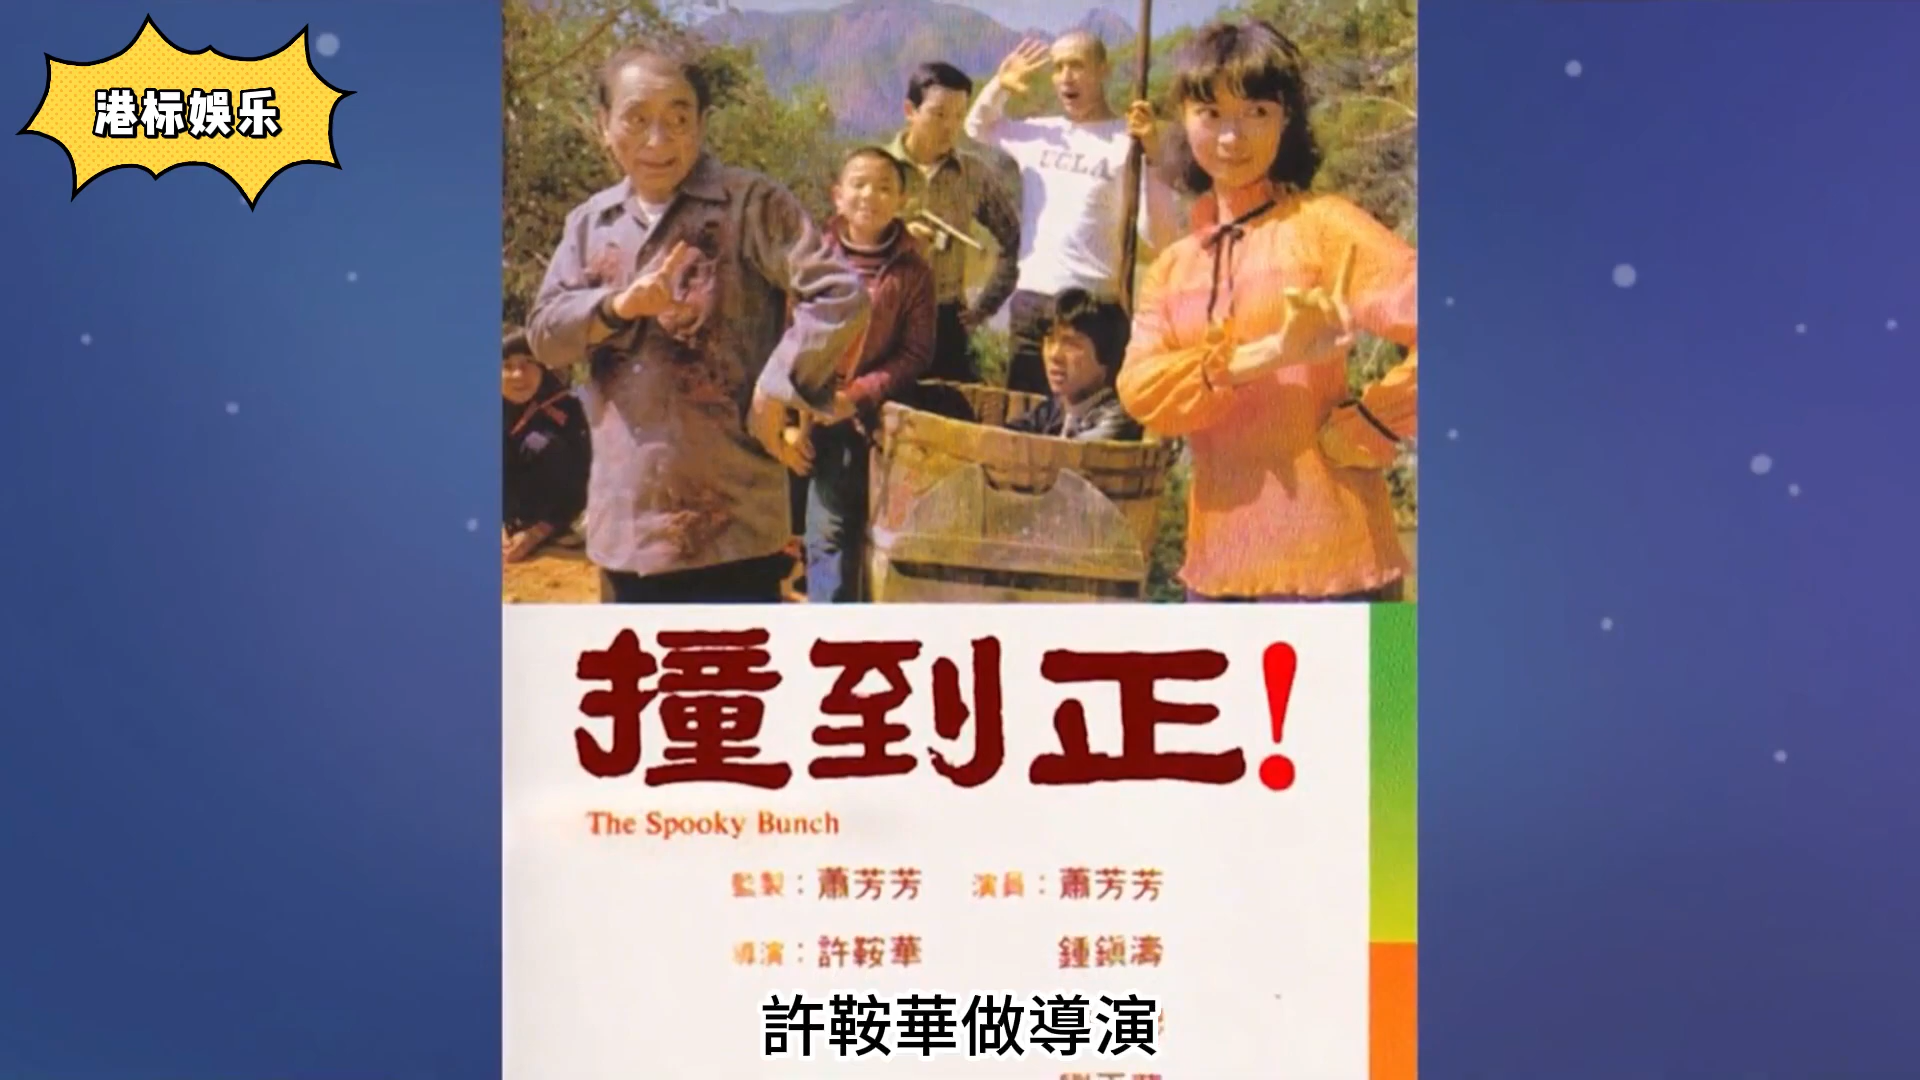 港标娱乐
UCLA
撞到正!
The Spooky Bunch
監製：蕭芳芳 演員：蕭芳芳
導演：許鞍華 鍾鎮濤
許鞍華做導演